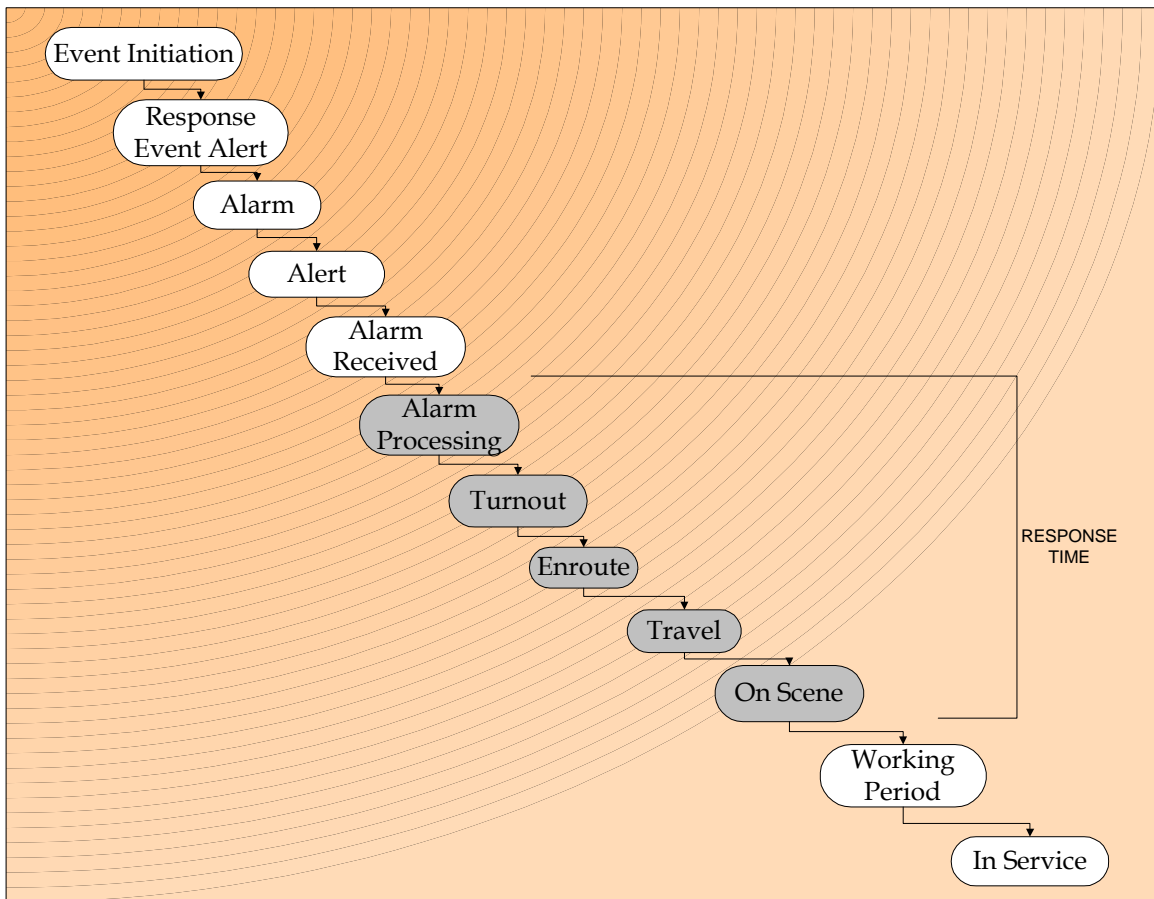 Event Initiation
Response
Event Alert
Alarm
Alert
Alarm
Received
Alarm
Processing
Turnout
Enroute
Travel
On Scene
RESPONSE
TIME
Working
Period
In Service